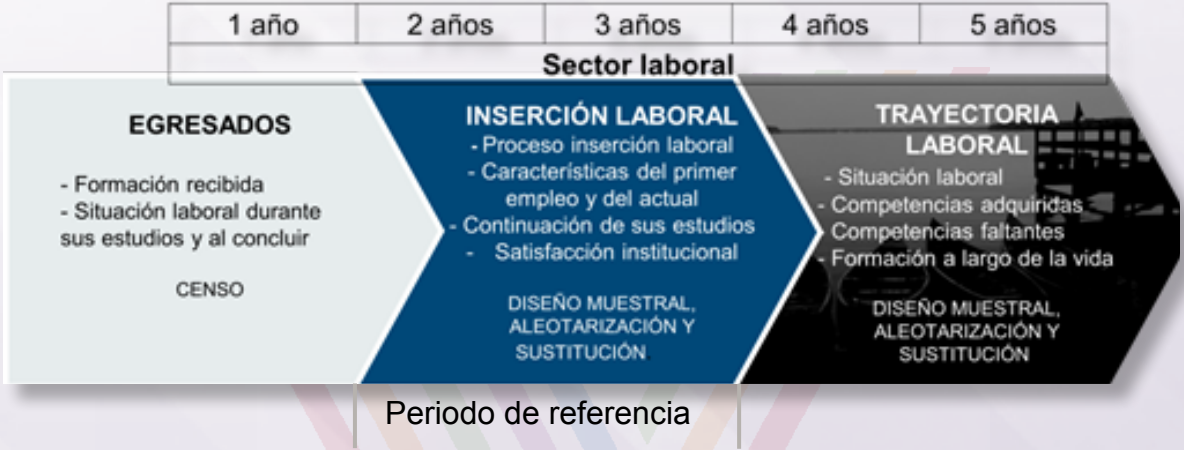 1 año 2 años 3 años 4 años 5 años
Sector laboral
EGRESADOS
- Formación recibida
- Situación laboral durante
sus estudios y al concluir
CENSO
INSERCIÓN LABORAL
- Proceso inserción laboral
- Características del primer
empleo y del actual
- Continuación de sus estudios
- Satisfacción institucional
DISEÑO MUESTRAL,
ALEOTARIZACIÓN Y
SUSTITUCIÓN.
TRAYECTORIA
LABORAL
- Situación laboral
- Competencias adquiridas
- Competencias faltantes
- Formación a largo de la vida
DISEÑO MUESTRAL,
ALEOTARIZACIÓN Y
SUSTITUCIÓN
Periodo de referencia